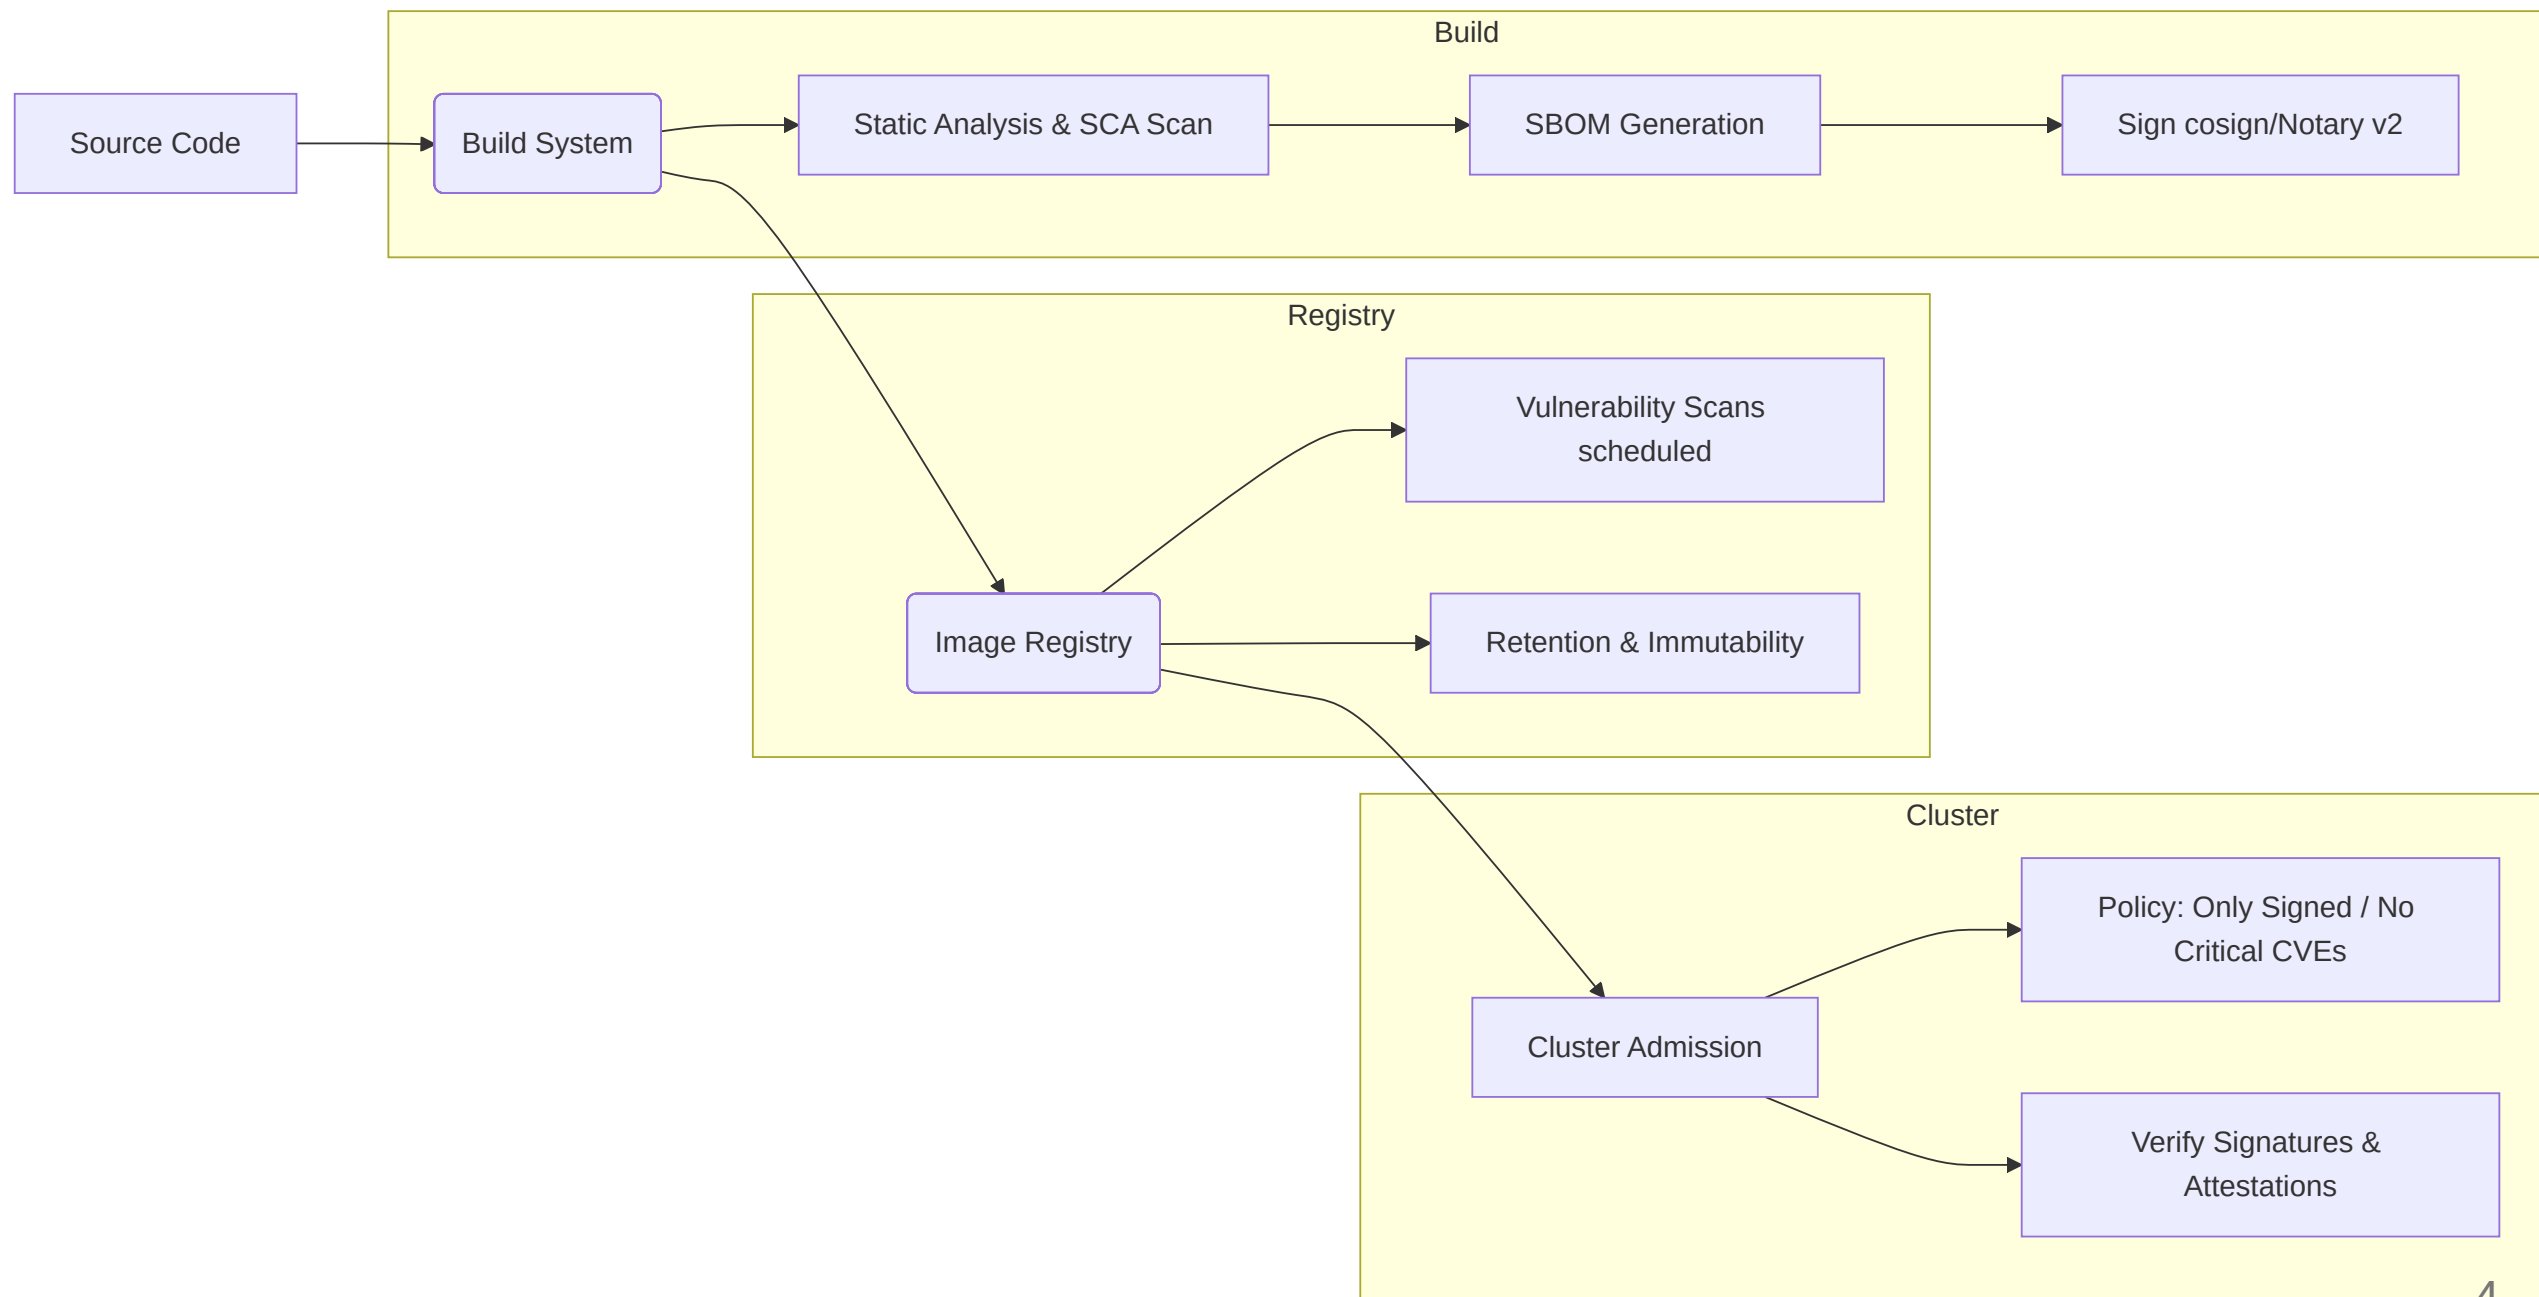 Build
Source Code
Build System
Static Analysis & SCA Scan
SBOM Generation
Sign cosign/Notary v2
Registry
Vulnerability Scans
scheduled
Image Registry
Retention & Immutability
Cluster
Policy: Only Signed / No
Critical CVEs
Cluster Admission
Verify Signatures &
Attestations
4